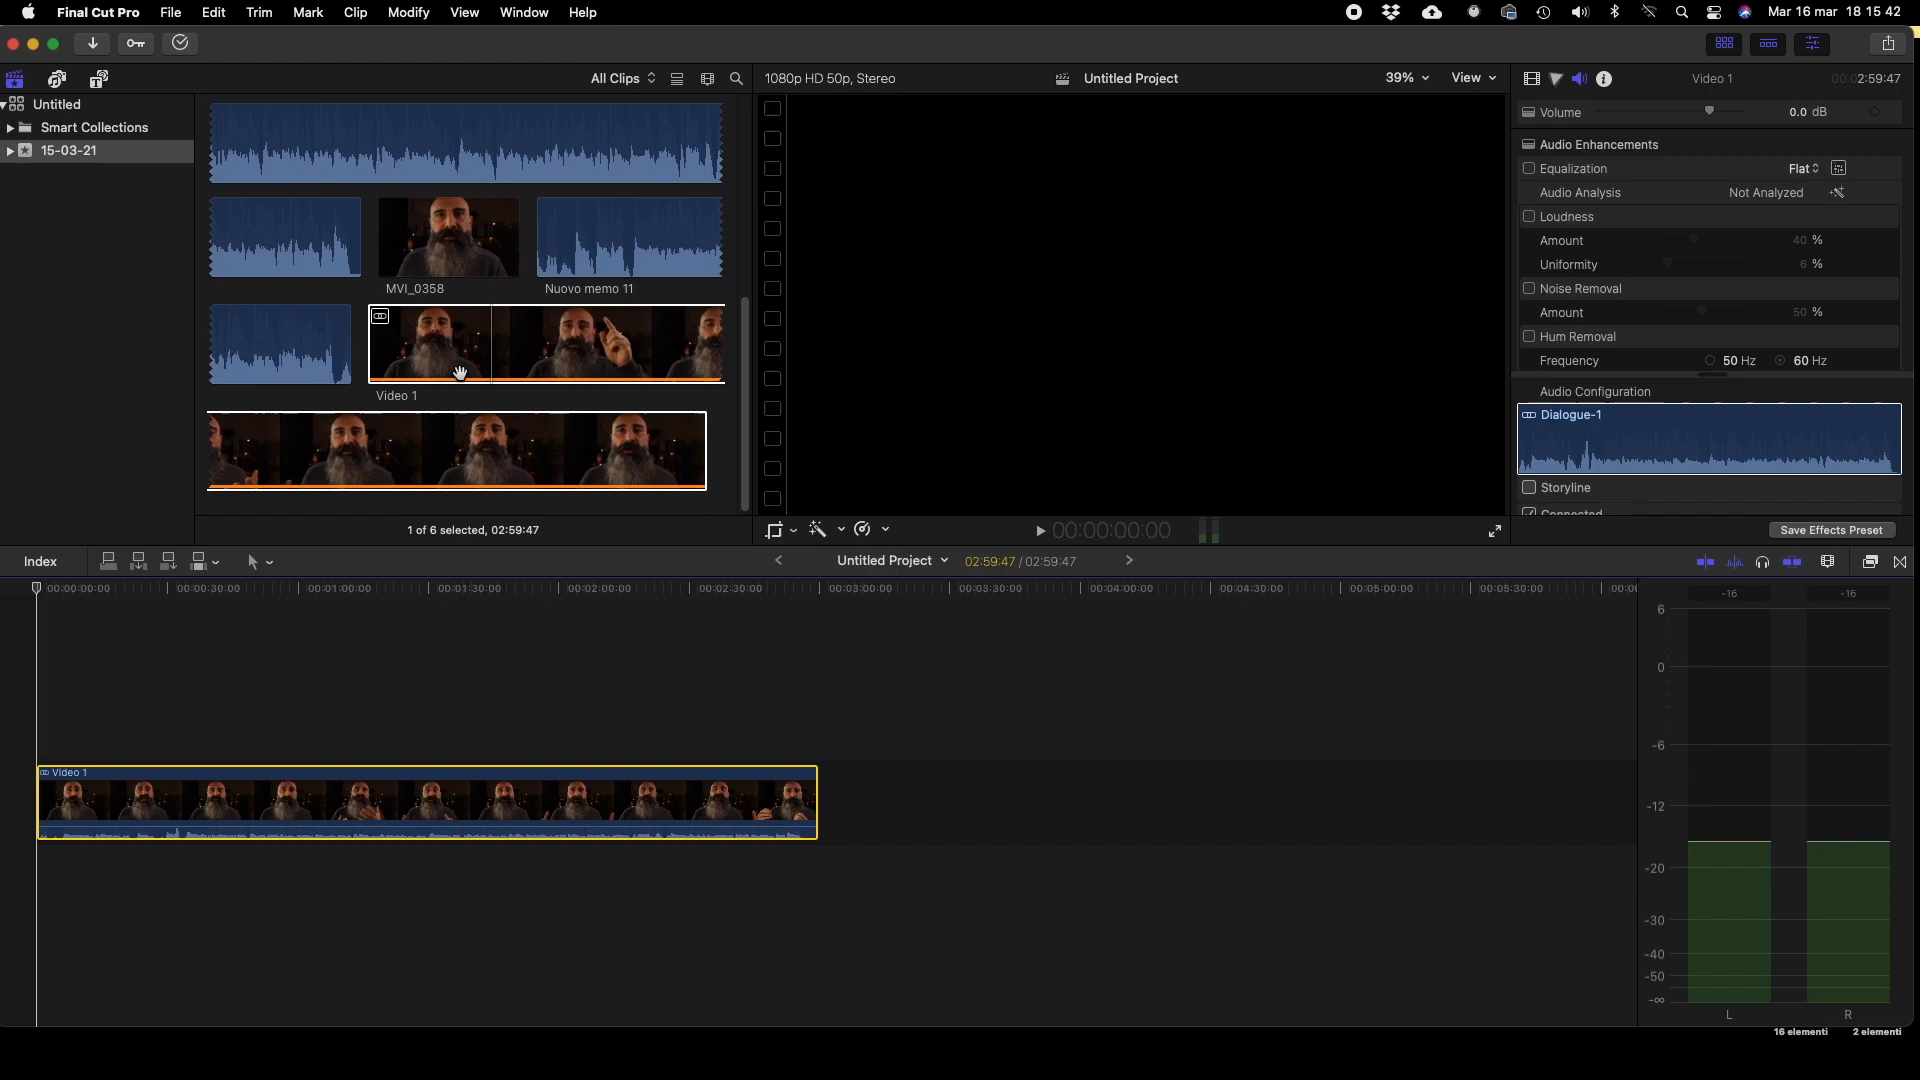 Final Cut Pro File Edit Trim Mark Clip Modify View Window Help Mar 16 mar 18 15 42
All Clips 1080p HD 50p, Stereo Untitled Project 39% View Video 1 00:02:59:47
Untitled
Smart Collections
15-03-21
MVI_0358 Nuovo memo 11
Video 1
1 of 6 selected, 02:59:47
00:00:00:00
Volume 0.0 dB
Audio Enhancements
Equalization Flat
Audio Analysis Not Analyzed
Loudness
Amount 40 %
Uniformity 6 %
Noise Removal
Amount 50 %
Hum Removal
Frequency 50 Hz 60 Hz
Audio Configuration
Dialogue-1
Storyline
Connected
Save Effects Preset
Index Untitled Project 02:59:47 / 02:59:47
00:00:00:00 00:00:30:00 00:01:00:00 00:01:30:00 00:02:00:00 00:02:30:00 00:03:00:00 00:03:30:00 00:04:00:00 00:04:30:00 00:05:00:00 00:05:30:00
Video 1
-16 -16
6
0
-6
-12
-20
-30
-40
-50
-∞
L R
16 elementi 2 elementi